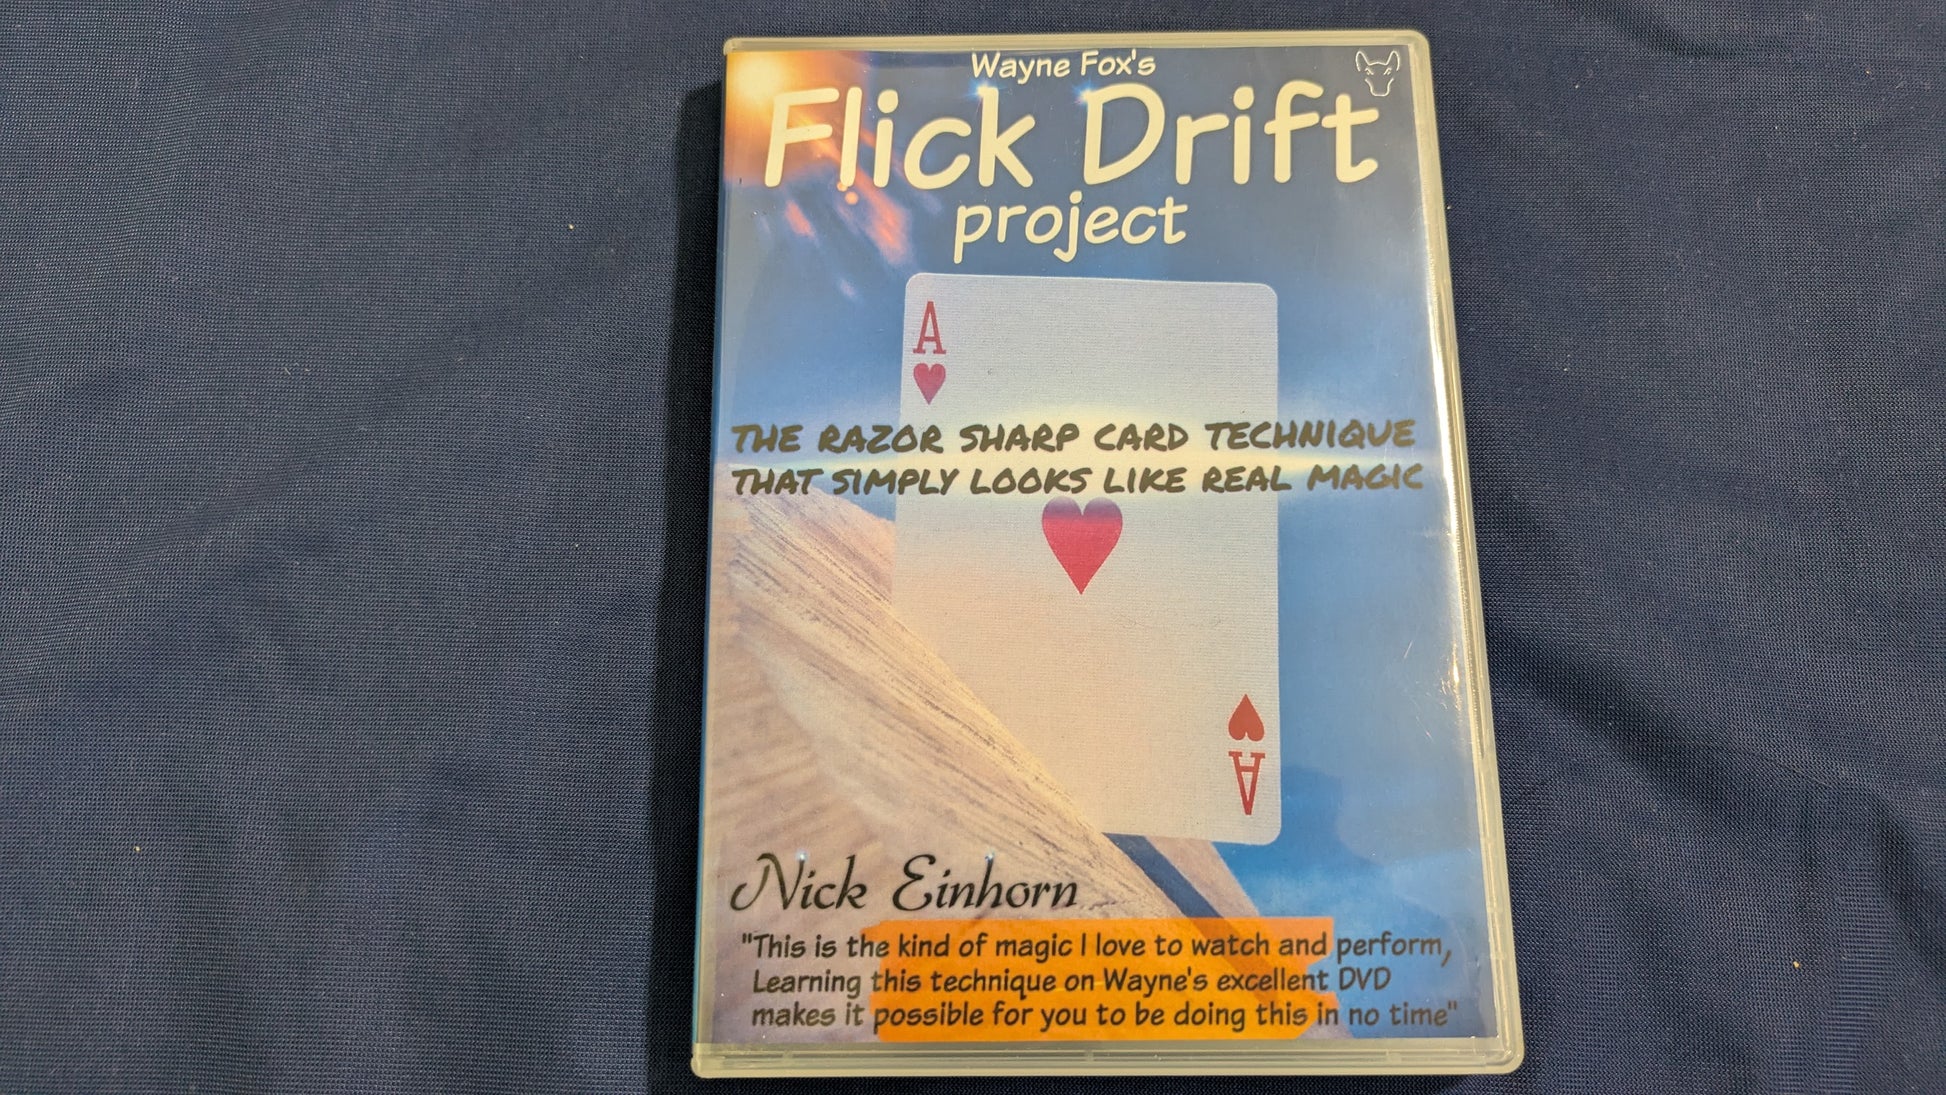 Wayne Fox's
Flick Drift
project
A
THE RAZOR SHARP CARD TECHNIQUE
THAT SIMPLY LOOKS LIKE REAL MAGIC
A
Nick Einhorn
"This is the kind of magic I love to watch and perform,
Learning this technique on Wayne's excellent DVD
makes it possible for you to be doing this in no time"